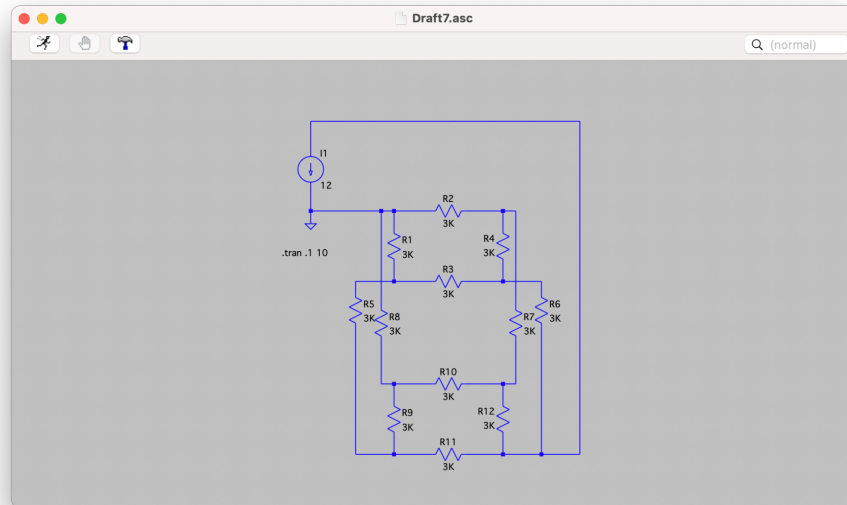 Draft7.asc
(normal)
I1
12
R2
3K
R1
3K
R4
3K
.tran .1 10
R3
3K
R5
3K
R8
3K
R7
3K
R6
3K
R10
3K
R9
3K
R12
3K
R11
3K